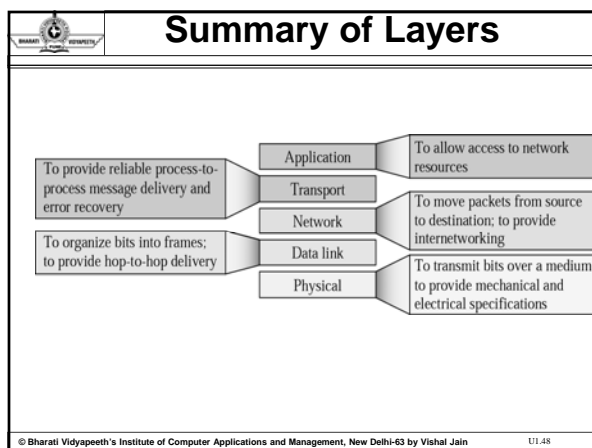 BHARATI
VIDYAPEETH
Summary of Layers
Application
To allow access to network
resources
To provide reliable process-to-
process message delivery and
error recovery
Transport
Network
To move packets from source
to destination; to provide
internetworking
To organize bits into frames;
to provide hop-to-hop delivery
Data link
Physical
To transmit bits over a medium
to provide mechanical and
electrical specifications
© Bharati Vidyapeeth's Institute of Computer Applications and Management, New Delhi-63 by Vishal Jain
U1.48